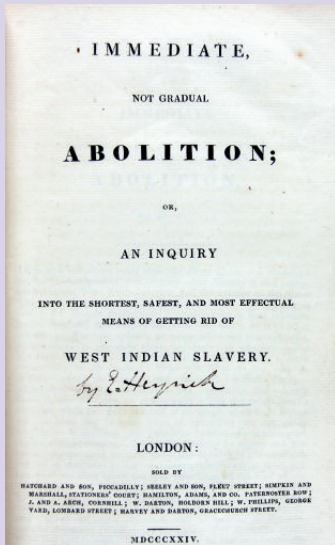 IMMEDIATE,
NOT GRADUAL
ABOLITION;
OR,
AN INQUIRY
INTO THE SHORTEST, SAFEST, AND MOST EFFECTUAL
MEANS OF GETTING RID OF
WEST INDIAN SLAVERY.
by E. Heyrick
LONDON:
SOLD BY
HATCHARD AND SON, PICCADILLY; SEELEY AND SON, FLEET STREET; SIMPKIN AND
MARSHALL, STATIONERS' COURT; HAMILTON, ADAMS, AND CO. PATERNOSTER ROW;
J. AND A. ARCH, CORNHILL; W. DARTON, HOLBORN HILL; W. PHILLIPS, GEORGE
YARD, LOMBARD STREET; HARVEY AND DARTON, GRACECHURCH STREET.
MDCCCXXIV.